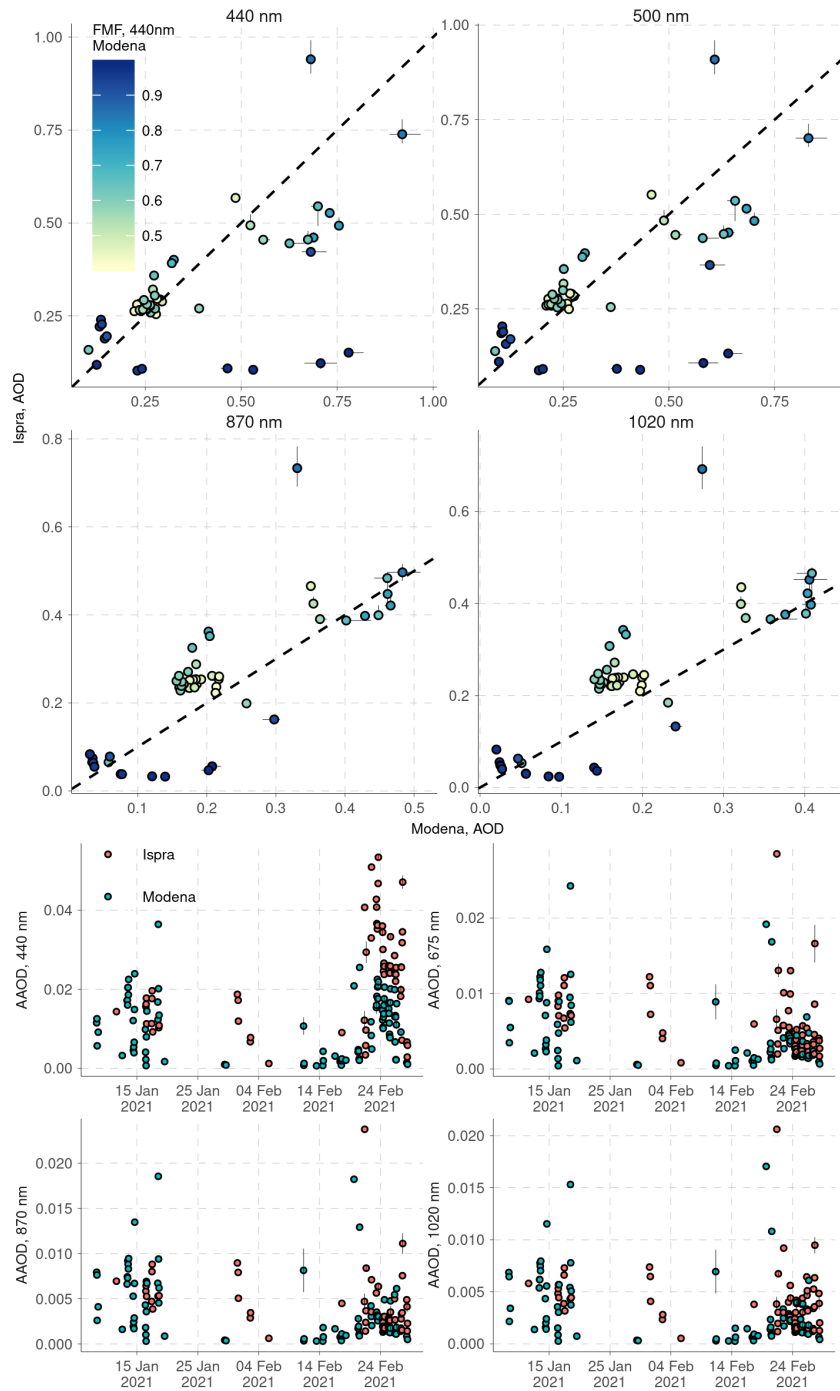 440 nm
500 nm
FMF, 440nm
Modena
0.9
0.8
0.7
0.6
0.5
1.00
0.75
0.50
0.25
0.25
0.50
0.75
1.00
1.00
0.75
0.50
0.25
0.25
0.50
0.75
Ispra, AOD
870 nm
1020 nm
0.8
0.6
0.4
0.2
0.0
0.1
0.2
0.3
0.4
0.5
0.6
0.4
0.2
0.0
0.0
0.1
0.2
0.3
0.4
Modena, AOD
Ispra
Modena
AAOD, 440 nm
0.04
0.02
0.00
15 Jan
2021
25 Jan
2021
04 Feb
2021
14 Feb
2021
24 Feb
2021
AAOD, 675 nm
0.02
0.01
0.00
15 Jan
2021
25 Jan
2021
04 Feb
2021
14 Feb
2021
24 Feb
2021
AAOD, 870 nm
0.020
0.015
0.010
0.005
0.000
15 Jan
2021
25 Jan
2021
04 Feb
2021
14 Feb
2021
24 Feb
2021
AAOD, 1020 nm
0.020
0.015
0.010
0.005
0.000
15 Jan
2021
25 Jan
2021
04 Feb
2021
14 Feb
2021
24 Feb
2021